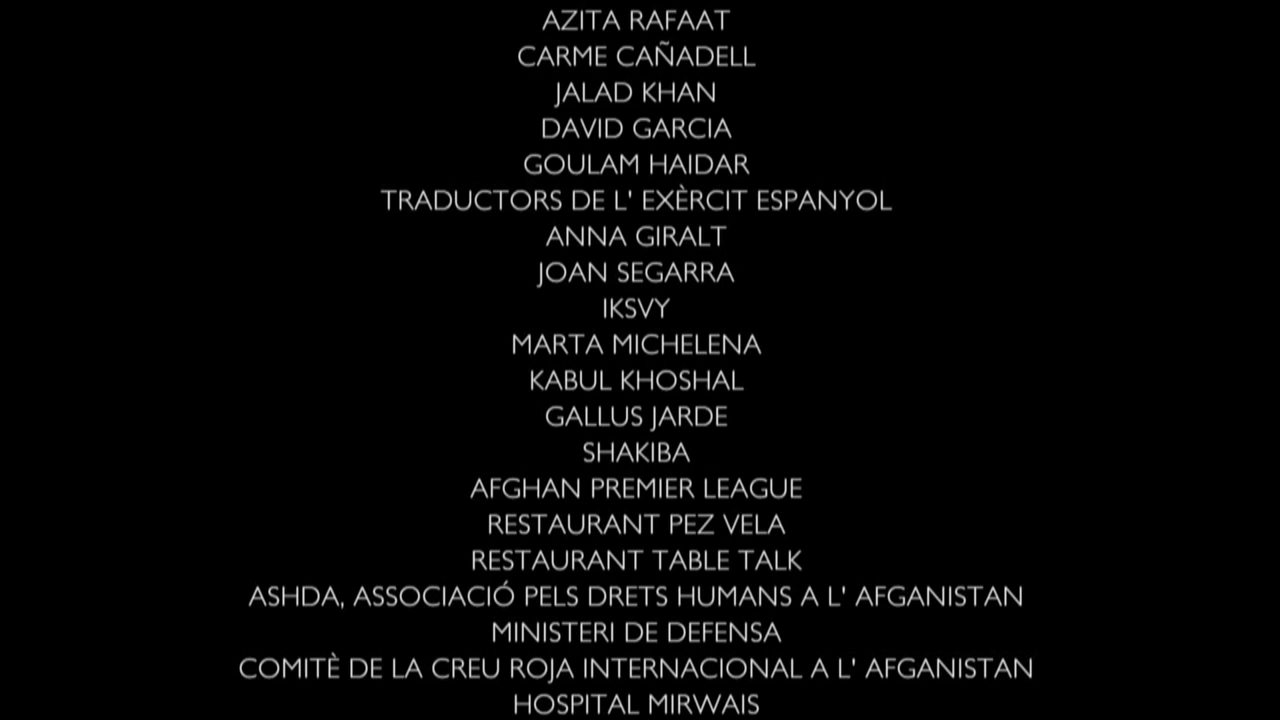 AZITA RAFAAT
CARME CAÑADELL
JALAD KHAN
DAVID GARCIA
GOULAM HAIDAR
TRADUCTORS DE L' EXÈRCIT ESPANYOL
ANNA GIRALT
JOAN SEGARRA
IKSVY
MARTA MICHELENA
KABUL KHOSHAL
GALLUS JARDE
SHAKIBA
AFGHAN PREMIER LEAGUE
RESTAURANT PEZ VELA
RESTAURANT TABLE TALK
ASHDA, ASSOCIACIÓ PELS DRETS HUMANS A L' AFGANISTAN
MINISTERI DE DEFENSA
COMITÈ DE LA CREU ROJA INTERNACIONAL A L' AFGANISTAN
HOSPITAL MIRWAIS